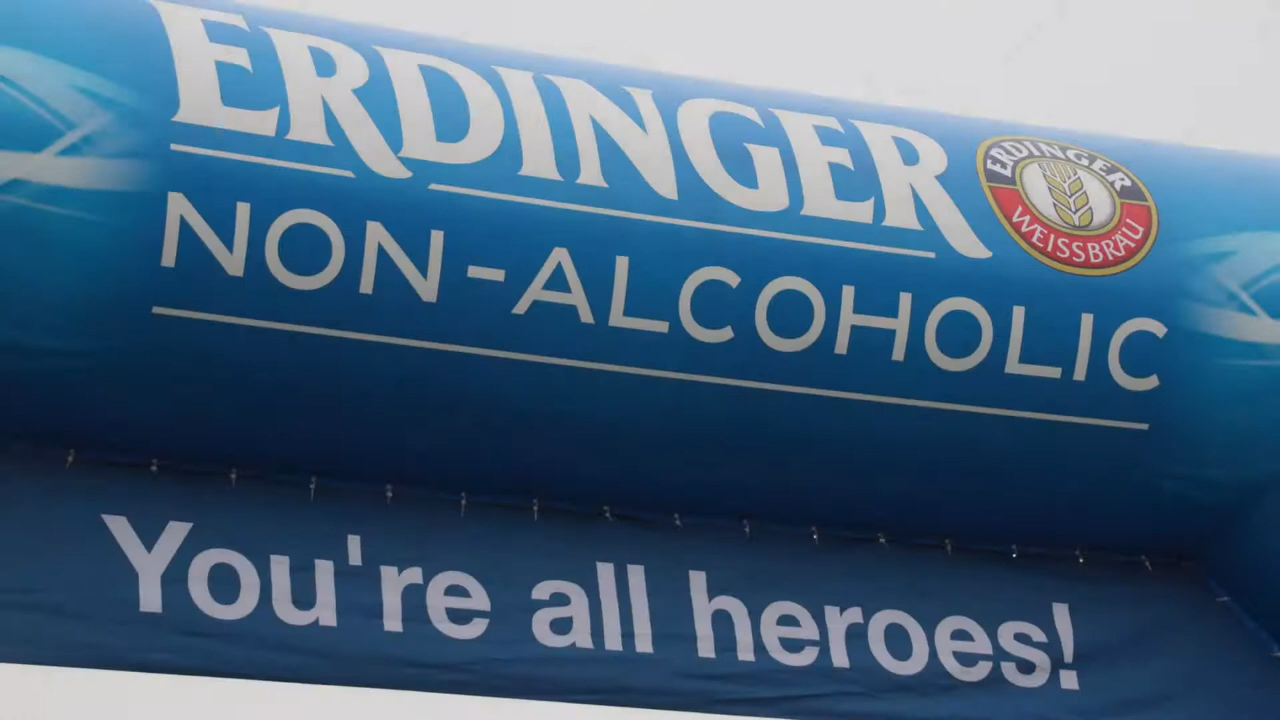 ERDINGER
NON-ALCOHOLIC
ERDINGER
WEISSBRÄU
You're all heroes!